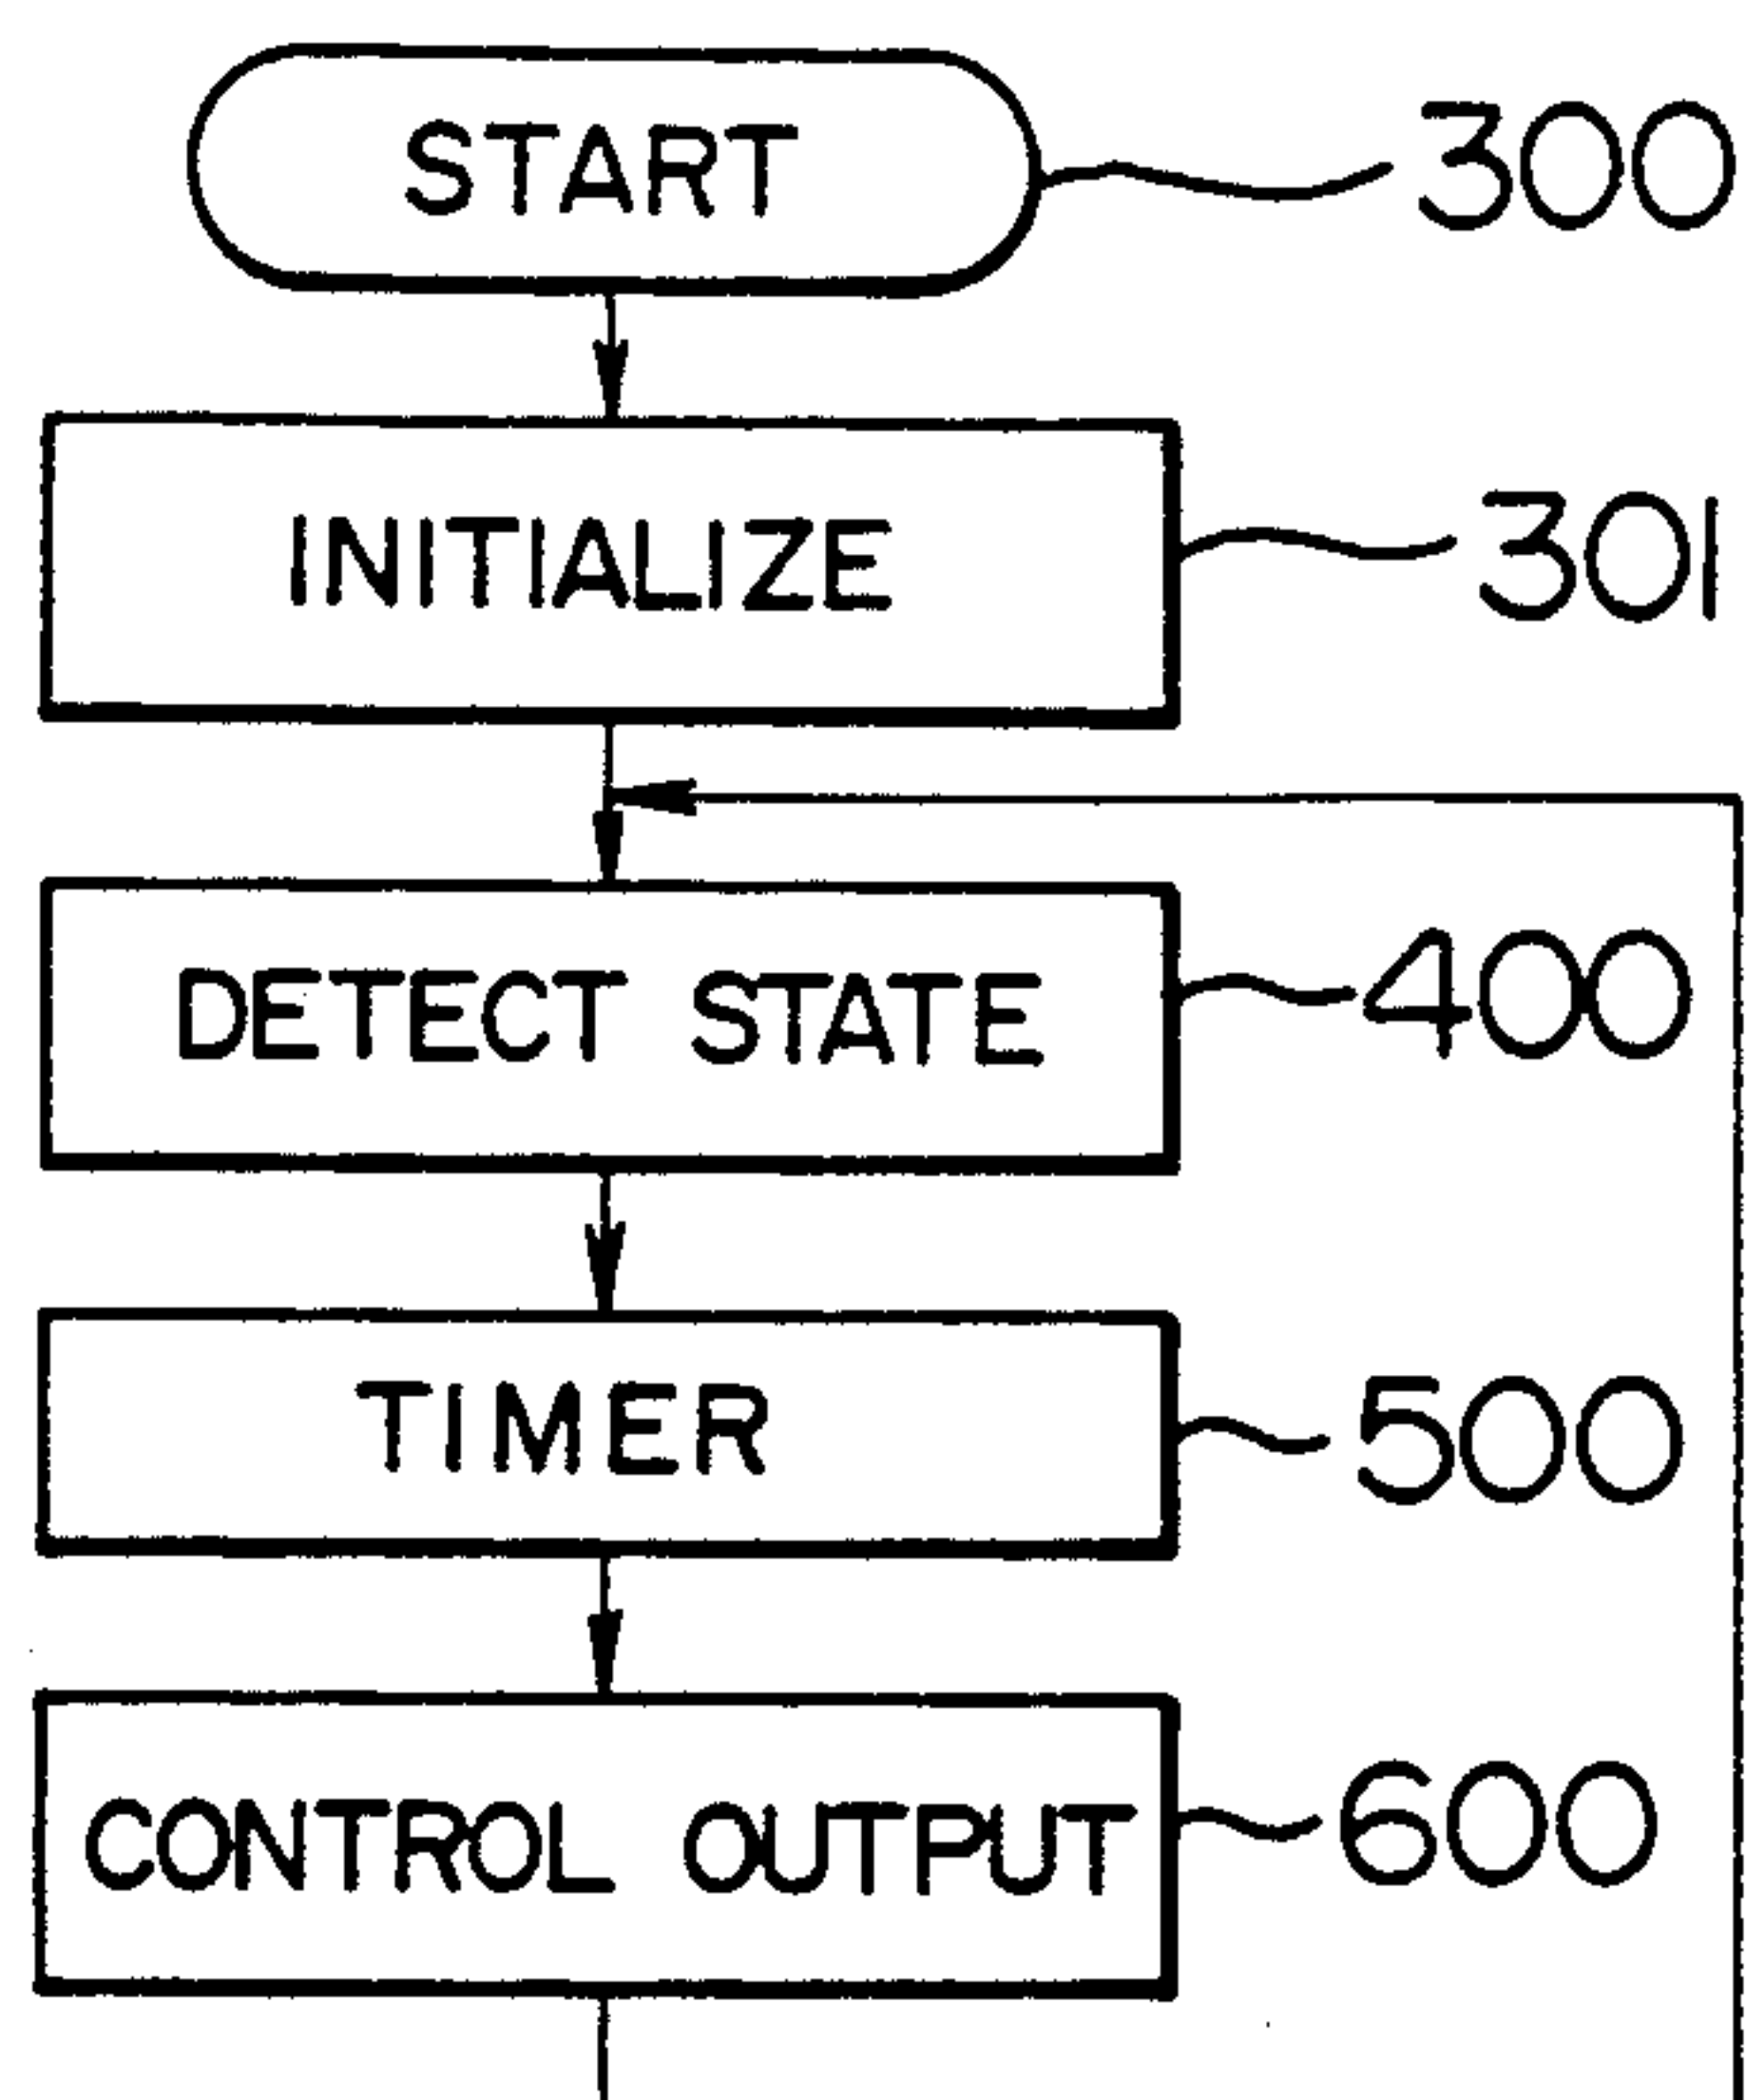 START 300
INITIALIZE 301
DETECT STATE 400
TIMER 500
CONTROL OUTPUT 600